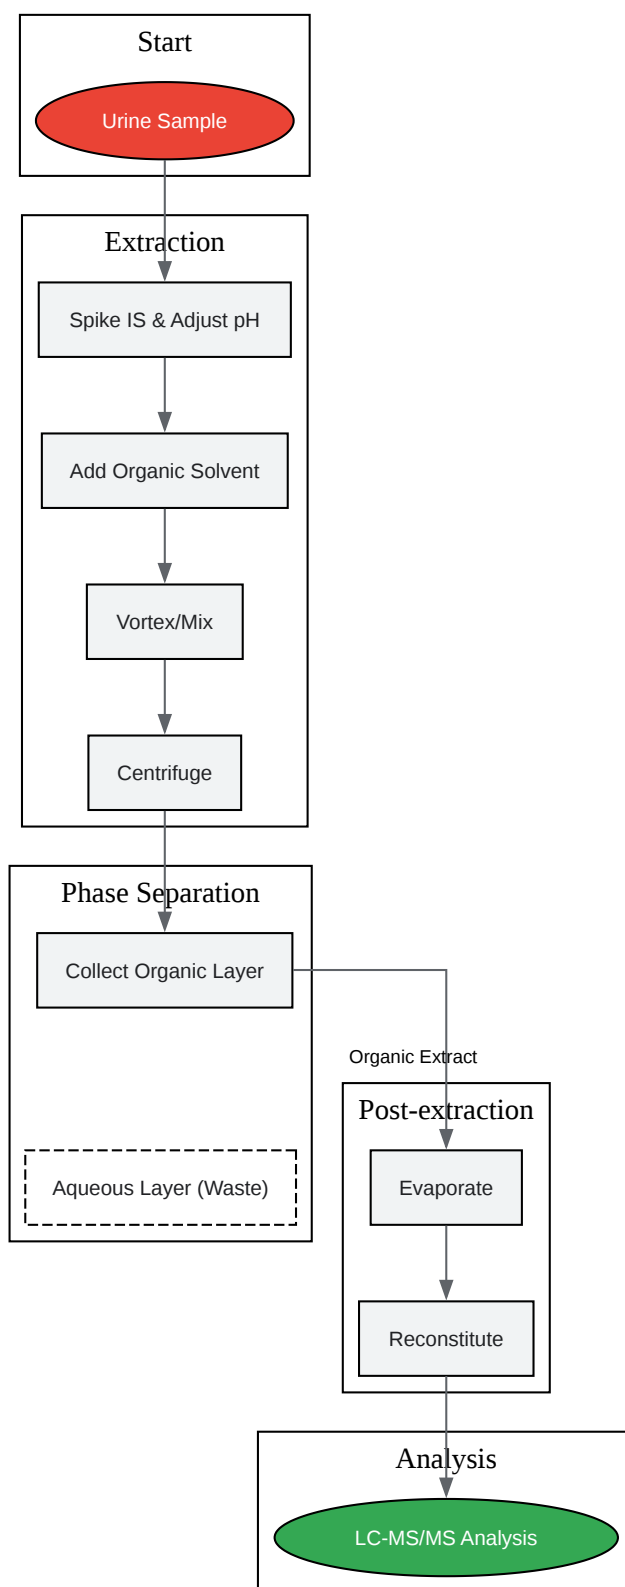 Start
Urine Sample
Extraction
Spike IS & Adjust pH
Add Organic Solvent
Vortex/Mix
Centrifuge
Phase Separation
Collect Organic Layer
Organic Extract
Post-extraction
Aqueous Layer (Waste)
Evaporate
Reconstitute
Analysis
LC-MS/MS Analysis